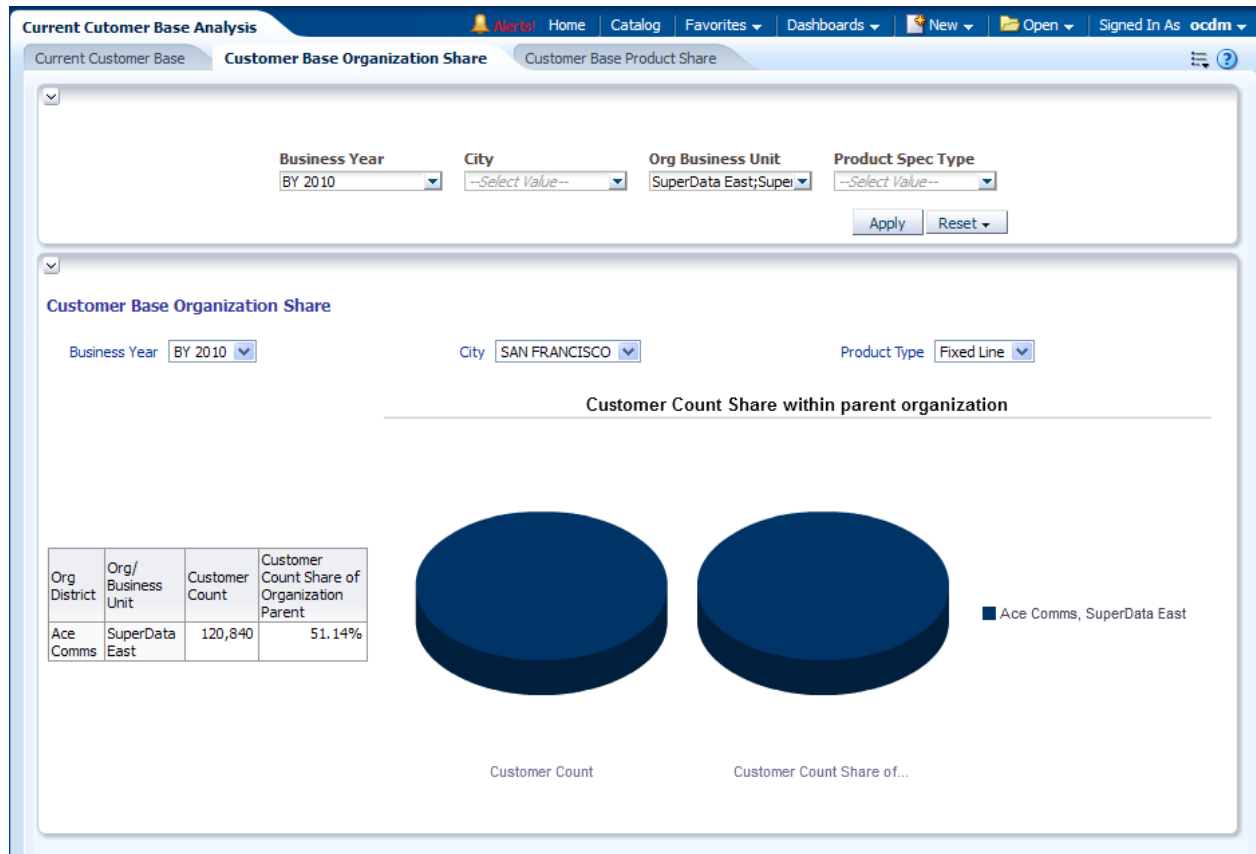 Current Cutomer Base Analysis
Alerts! Home Catalog Favorites Dashboards New Open Signed In As ocdm
Current Customer Base Customer Base Organization Share Customer Base Product Share
Business Year City Org Business Unit Product Spec Type
BY 2010 --Select Value-- SuperData East;Super --Select Value--
Apply Reset
Customer Base Organization Share
Business Year BY 2010 City SAN FRANCISCO Product Type Fixed Line
Customer Count Share within parent organization
Org District
Org/ Business Unit
Customer Count
Customer Count Share of Organization Parent
Ace Comms
SuperData East
120,840
51.14%
Ace Comms, SuperData East
Customer Count
Customer Count Share of...